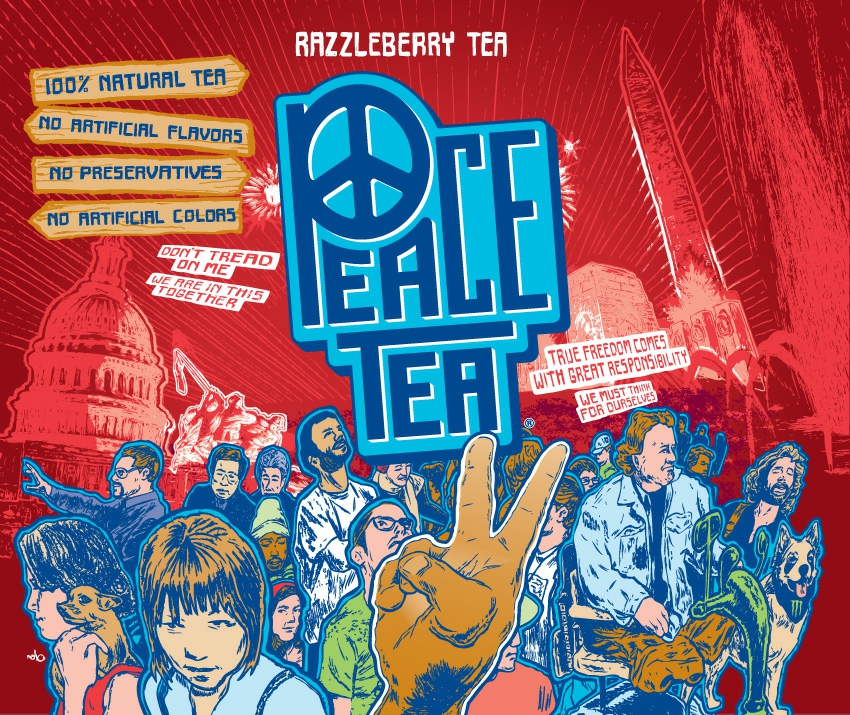 RAZZLEBERRY TEA
100% NATURAL TEA
NO ARTIFICIAL FLAVORS
NO PRESERVATIVES
NO ARTIFICIAL COLORS
PEACE
TEA
®
DON'T TREAD
ON ME
WE ARE IN THIS
TOGETHER
TRUE FREEDOM COMES
WITH GREAT RESPONSIBILITY
WE MUST THINK
FOR OURSELVES